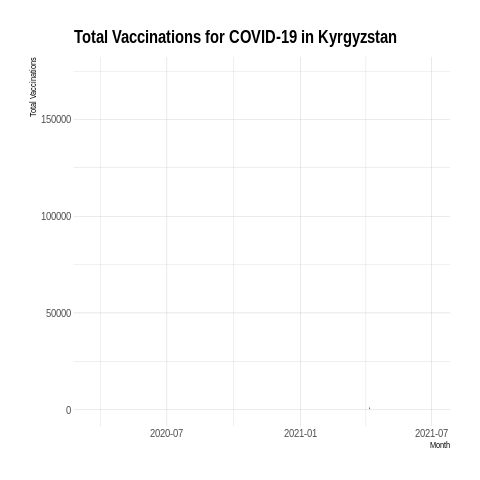 Total Vaccinations for COVID-19 in Kyrgyzstan
Total Vaccinations
150000
100000
50000
0
2020-07 2021-01 2021-07
Month